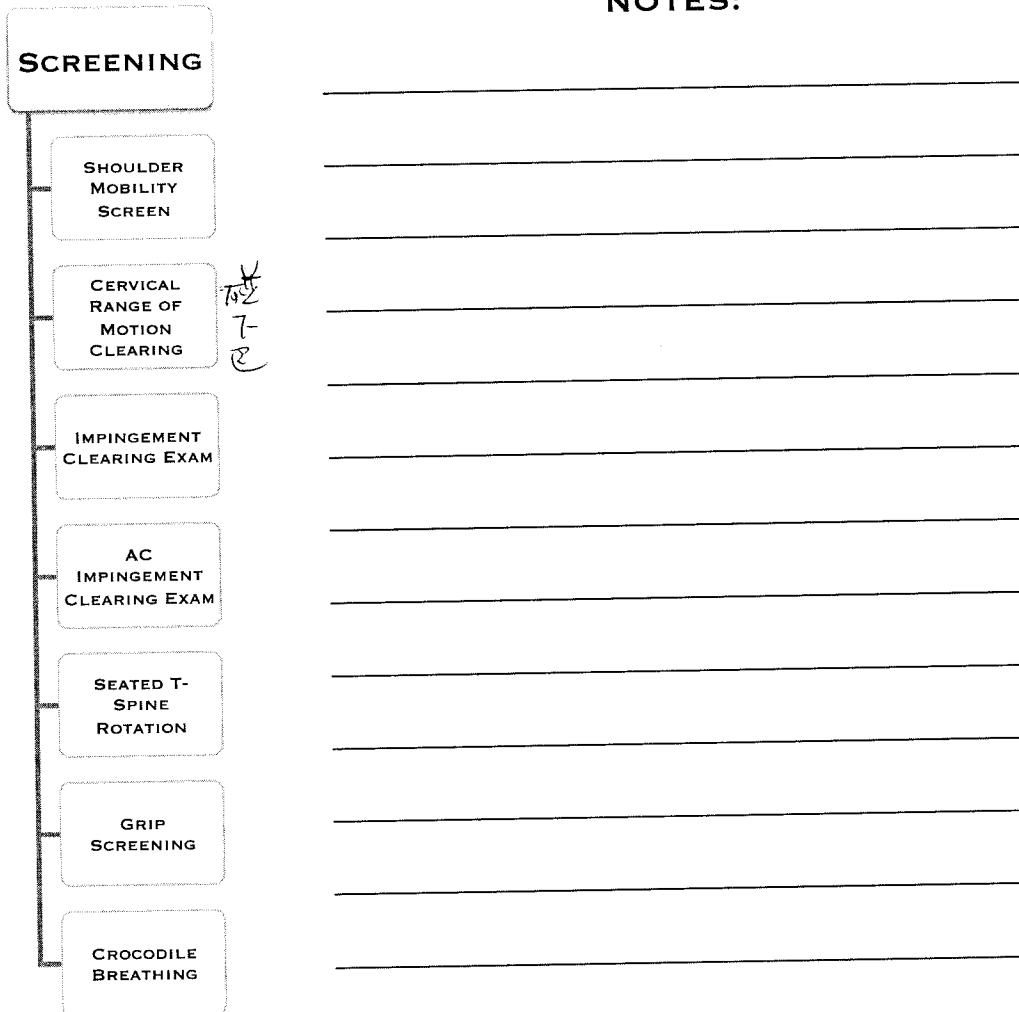 NOTES:
SCREENING
SHOULDER
MOBILITY
SCREEN
CERVICAL
RANGE OF
MOTION
CLEARING
IMPINGEMENT
CLEARING EXAM
AC
IMPINGEMENT
CLEARING EXAM
SEATED T-
SPINE
ROTATION
GRIP
SCREENING
CROCODILE
BREATHING